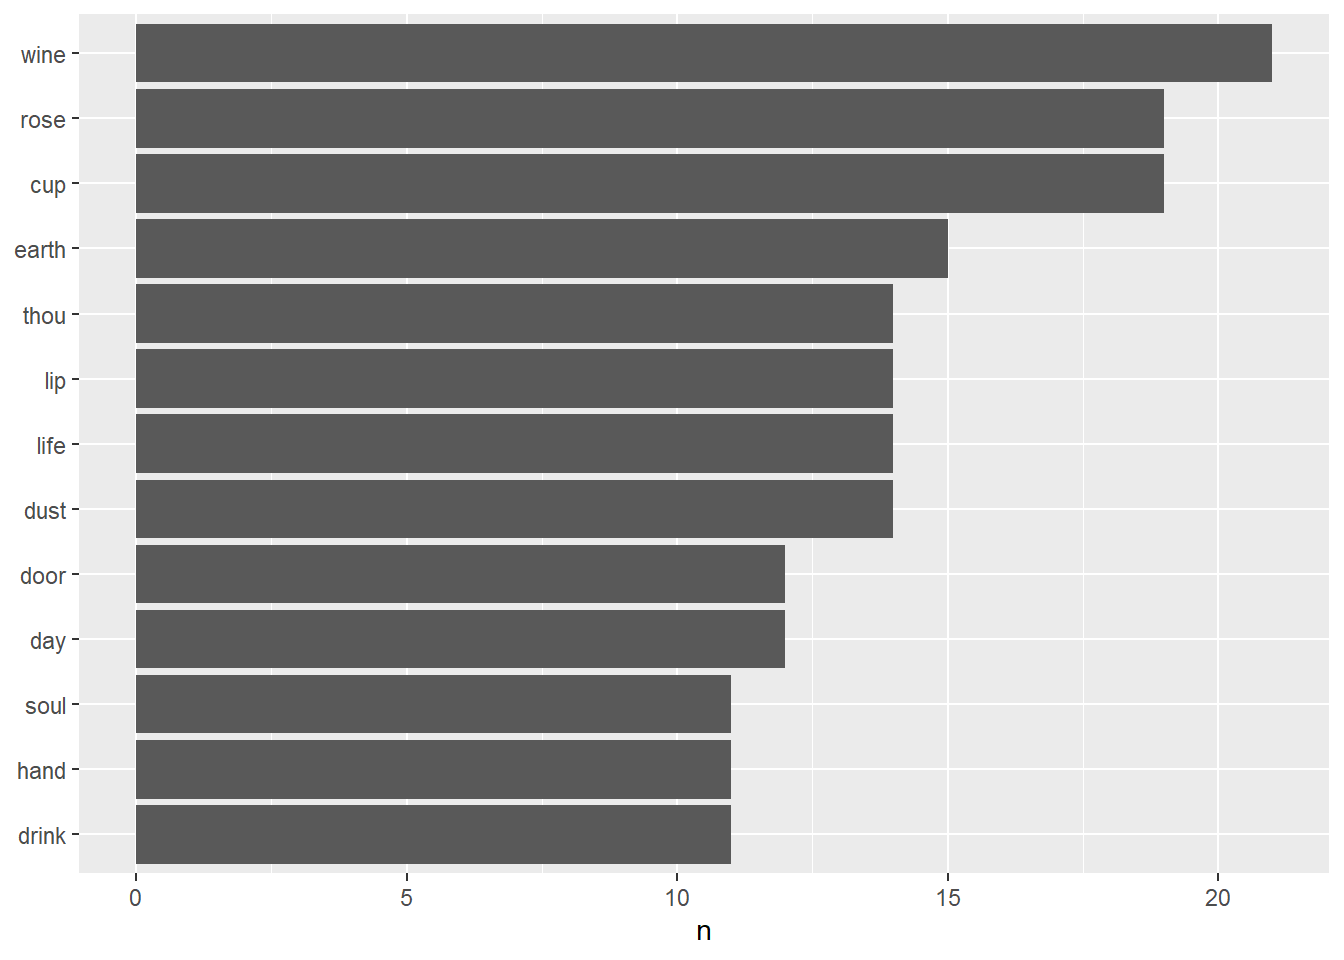 wine
rose
cup
earth
thou
lip
life
dust
door
day
soul
hand
drink
0 5 10 15 20
n